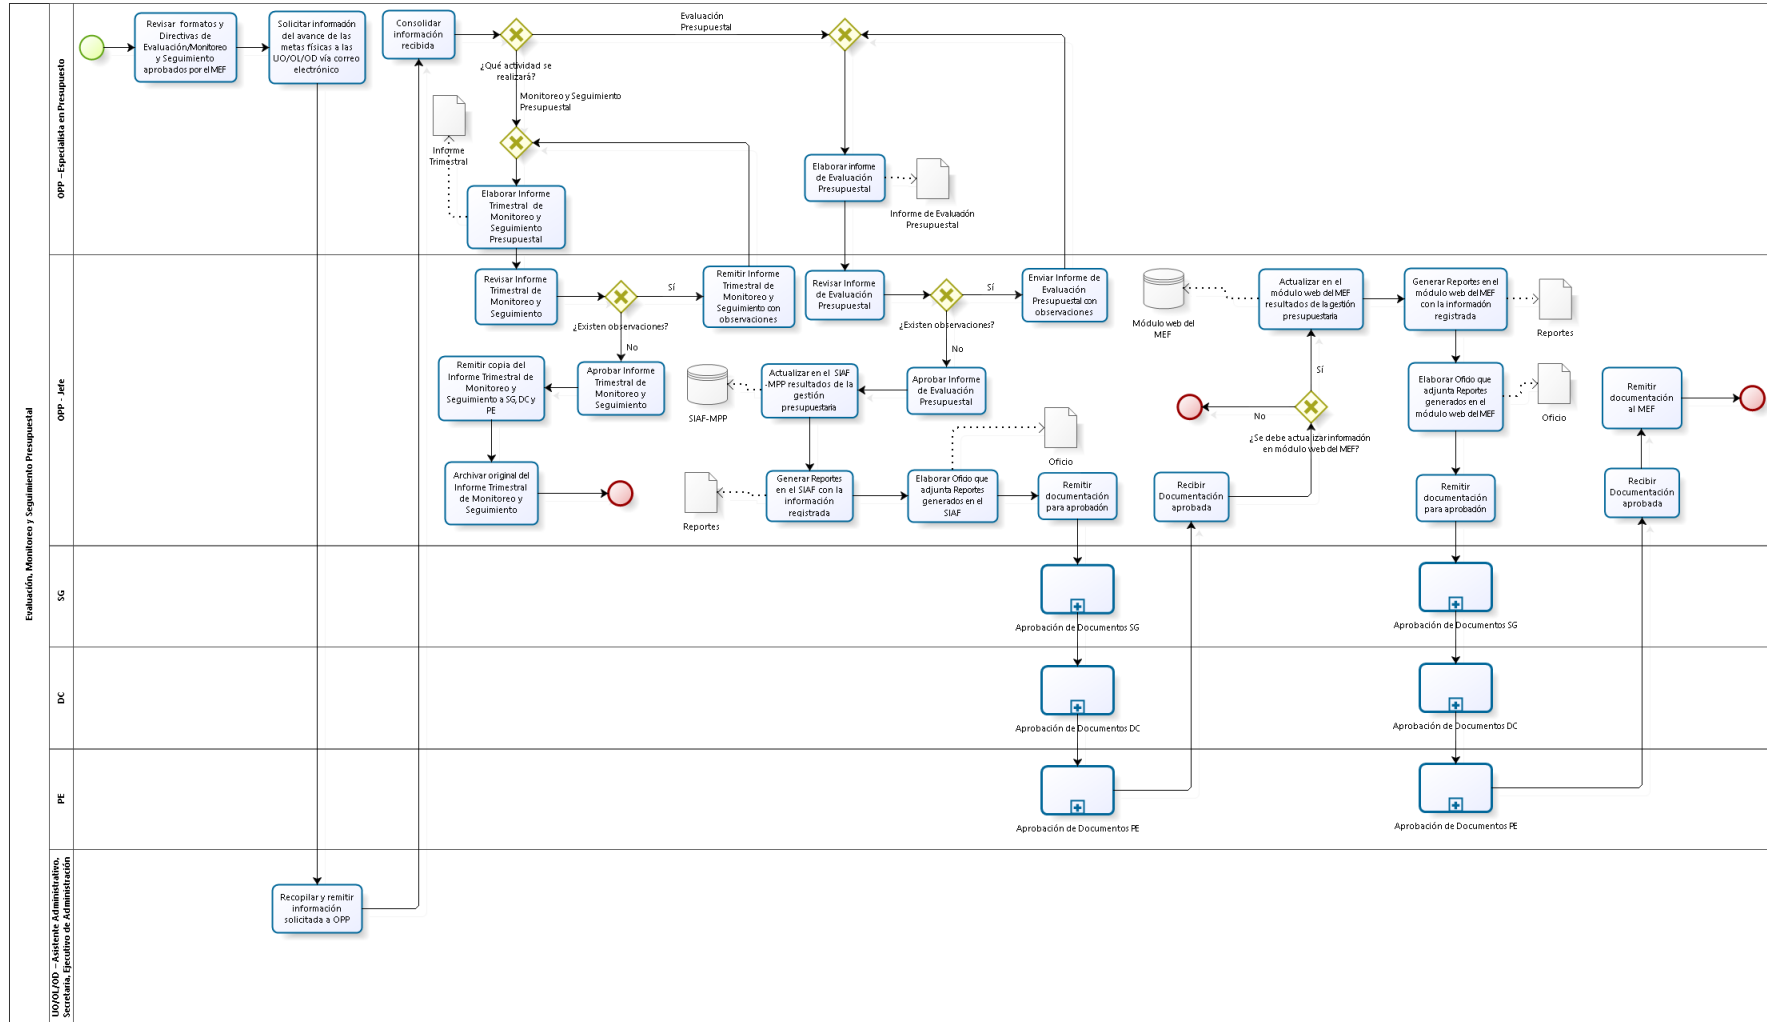 Evaluación, Monitoreo y Seguimiento Presupuestal
OPP – Especialista en Presupuesto
Revisar formatos y
Directivas de
Evaluación/Monitoreo
y Seguimiento
aprobados por el MEF
Solicitar información
del avance de las
metas físicas a las
UO/OL/OD vía correo
electrónico
Consolidar
información
recibida
¿Qué actividad se
realizará?
Evaluación
Presupuestal
Monitoreo y Seguimiento
Presupuestal
Informe
Trimestral
Elaborar Informe
Trimestral de
Monitoreo y
Seguimiento
Presupuestal
Elaborar informe
de Evaluación
Presupuestal
Informe de Evaluación
Presupuestal
OPP - Jefe
Revisar Informe
Trimestral de
Monitoreo y
Seguimiento
¿Existen observaciones?
Sí
No
Remitir Informe
Trimestral de
Monitoreo y
Seguimiento con
observaciones
Revisar Informe
de Evaluación
Presupuestal
¿Existen observaciones?
Sí
No
Enviar Informe de
Evaluación
Presupuestal con
observaciones
Módulo web del
MEF
Actualizar en el
módulo web del MEF
resultados de la gestión
presupuestaria
Generar Reportes en el
módulo web del MEF
con la información
registrada
Reportes
Remitir copia del
Informe Trimestral de
Monitoreo y
Seguimiento a SG, DC y
PE
Aprobar Informe
Trimestral de
Monitoreo y
Seguimiento
SIAF-MPP
Actualizar en el SIAF
-MPP resultados de la
gestión
presupuestaria
Aprobar Informe
de Evaluación
Presupuestal
Sí
No
¿Se debe actualizar información
en módulo web del MEF?
Elaborar Oficio que
adjunta Reportes
generados en el
módulo web del MEF
Oficio
Remitir
documentación
al MEF
Archivar original del
Informe Trimestral
de Monitoreo y
Seguimiento
Reportes
Generar Reportes
en el SIAF con la
información
registrada
Elaborar Oficio que
adjunta Reportes
generados en el
SIAF
Oficio
Remitir
documentación
para aprobación
Recibir
Documentación
aprobada
Remitir
documentación
para aprobación
Recibir
Documentación
aprobada
SG
Aprobación de Documentos SG
Aprobación de Documentos SG
DC
Aprobación de Documentos DC
Aprobación de Documentos DC
PE
Aprobación de Documentos PE
Aprobación de Documentos PE
UO/OL/OD – Asistente Administrativo,
Secretaria, Ejecutivo de Administración
Recopilar y remitir
información
solicitada a OPP